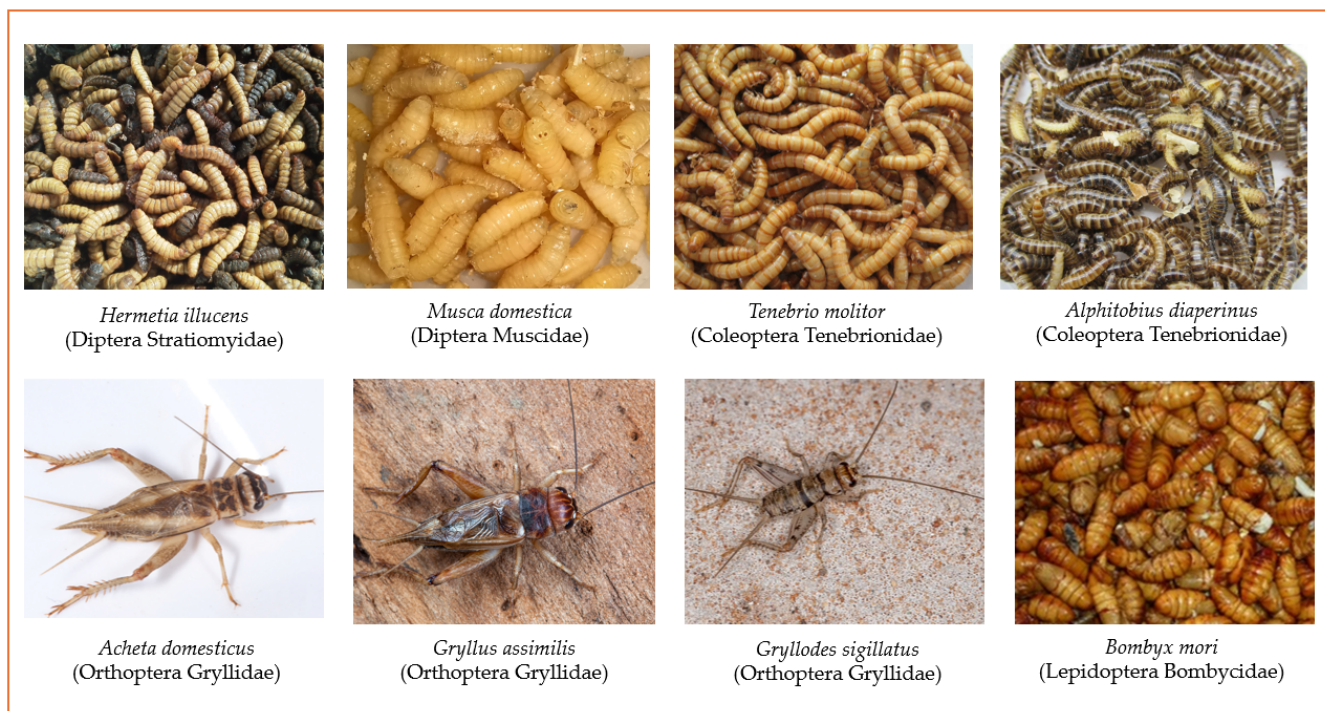 Hermetia illucens
(Diptera Stratiomyidae)
Musca domestica
(Diptera Muscidae)
Tenebrio molitor
(Coleoptera Tenebrionidae)
Alphitobius diaperinus
(Coleoptera Tenebrionidae)
Acheta domesticus
(Orthoptera Gryllidae)
Gryllus assimilis
(Orthoptera Gryllidae)
Gryllodes sigillatus
(Orthoptera Gryllidae)
Bombyx mori
(Lepidoptera Bombycidae)